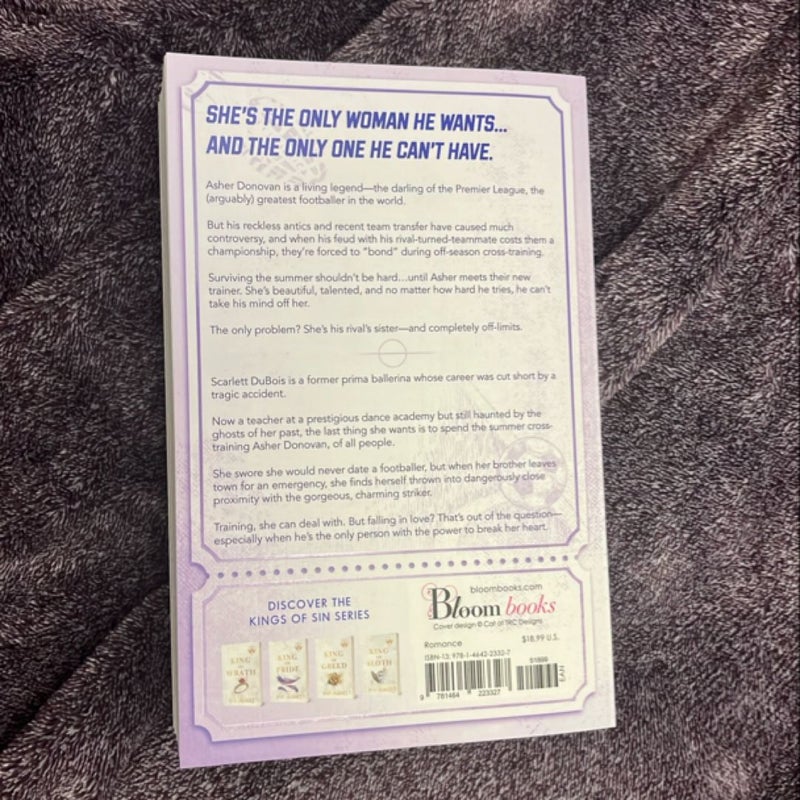 SHE'S THE ONLY WOMAN HE WANTS...
AND THE ONLY ONE HE CAN'T HAVE.
Asher Donovan is a living legend—the darling of the Premier League, the
(arguably) greatest footballer in the world.
But his reckless antics and recent team transfer have caused much
controversy, and when his feud with his rival-turned-teammate costs them a
championship, they're forced to "bond" during off-season cross-training.
Surviving the summer shouldn't be hard...until Asher meets their new
trainer. She's beautiful, talented, and no matter how hard he tries, he can't
take his mind off her.
The only problem? She's his rival's sister—and completely off-limits.
Scarlett DuBois is a former prima ballerina whose career was cut short by a
tragic accident.
Now a teacher at a prestigious dance academy but still haunted by the
ghosts of her past, the last thing she wants is to spend the summer cross-
training Asher Donovan, of all people.
She swore she would never date a footballer, but when her brother leaves
town for an emergency, she finds herself thrown into dangerously close
proximity with the gorgeous, charming striker.
Training, she can deal with. But falling in love? That's out of the question—
especially when he's the only person with the power to break her heart.
DISCOVER THE
KINGS OF SIN SERIES
KING OF WRATH
KING OF PRIDE
KING OF GREED
KING OF SLOTH
bloombooks.com
Bloom books
Cover design © Cat at TRC Designs
Romance
$18.99 U.S.
ISBN-13: 978-1-4642-2332-7
51899
EAN
9 781464 223327